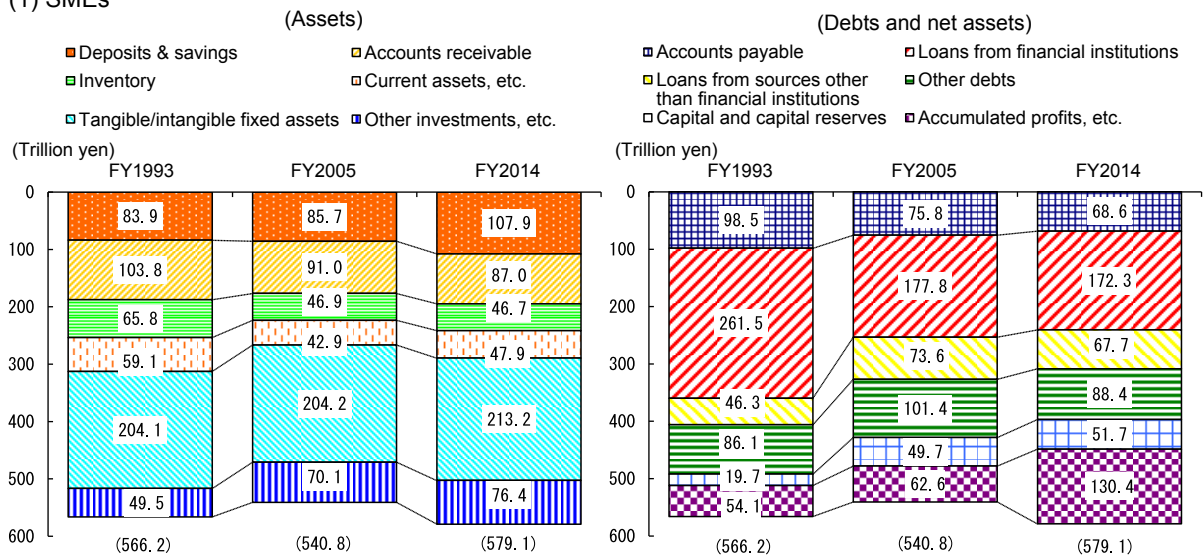 (1) SMEs
(Assets)
(Debts and net assets)
Deposits & savings
Accounts receivable
Inventory
Current assets, etc.
Tangible/intangible fixed assets
Other investments, etc.
Accounts payable
Loans from financial institutions
Loans from sources other
than financial institutions
Other debts
Capital and capital reserves
Accumulated profits, etc.
(Trillion yen)
FY1993 FY2005 FY2014
0
100
200
300
400
500
600
83.9 85.7 107.9
103.8 91.0 87.0
65.8 46.9 46.7
59.1 42.9 47.9
204.1 204.2 213.2
49.5 70.1 76.4
(566.2) (540.8) (579.1)
(Trillion yen)
FY1993 FY2005 FY2014
0
100
200
300
400
500
600
98.5 75.8 68.6
261.5 177.8 172.3
46.3 73.6 67.7
86.1 101.4 88.4
19.7 49.7 51.7
54.1 62.6 130.4
(566.2) (540.8) (579.1)